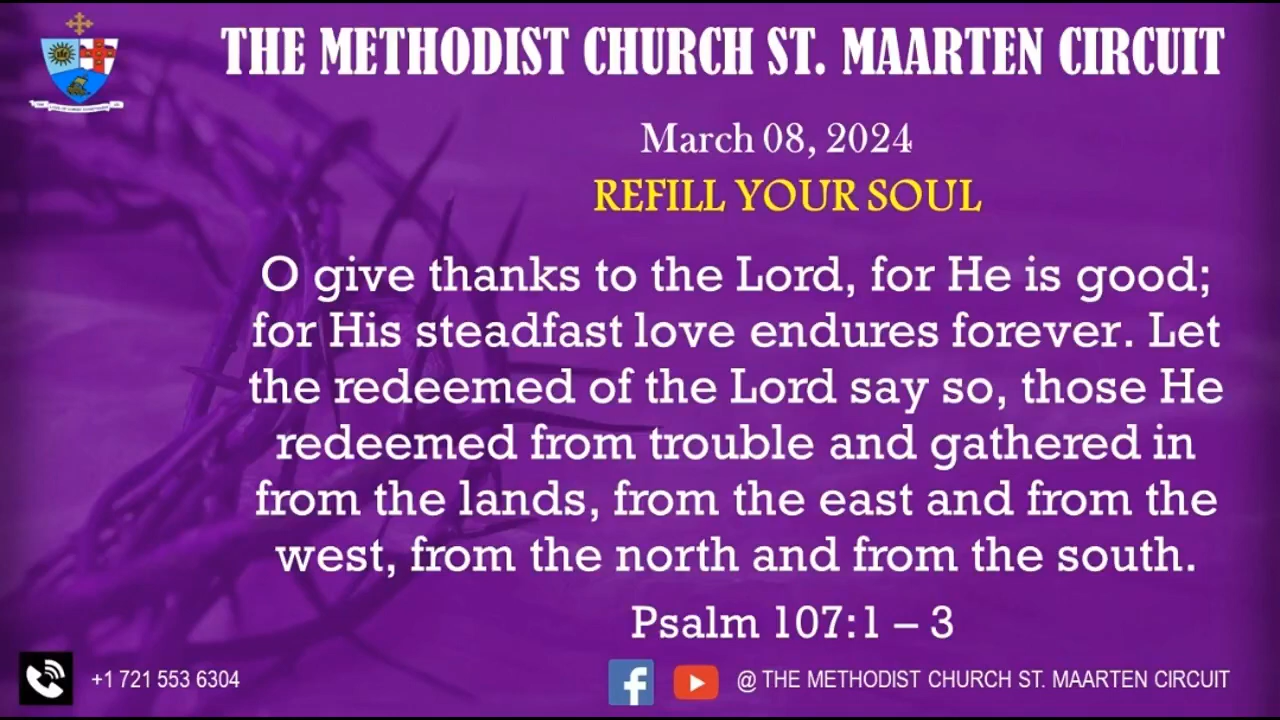 THE METHODIST CHURCH ST. MAARTEN CIRCUIT
March 08, 2024
REFILL YOUR SOUL
O give thanks to the Lord, for He is good;
for His steadfast love endures forever. Let
the redeemed of the Lord say so, those He
redeemed from trouble and gathered in
from the lands, from the east and from the
west, from the north and from the south.
Psalm 107:1 – 3
+1 721 553 6304
@ THE METHODIST CHURCH ST. MAARTEN CIRCUIT